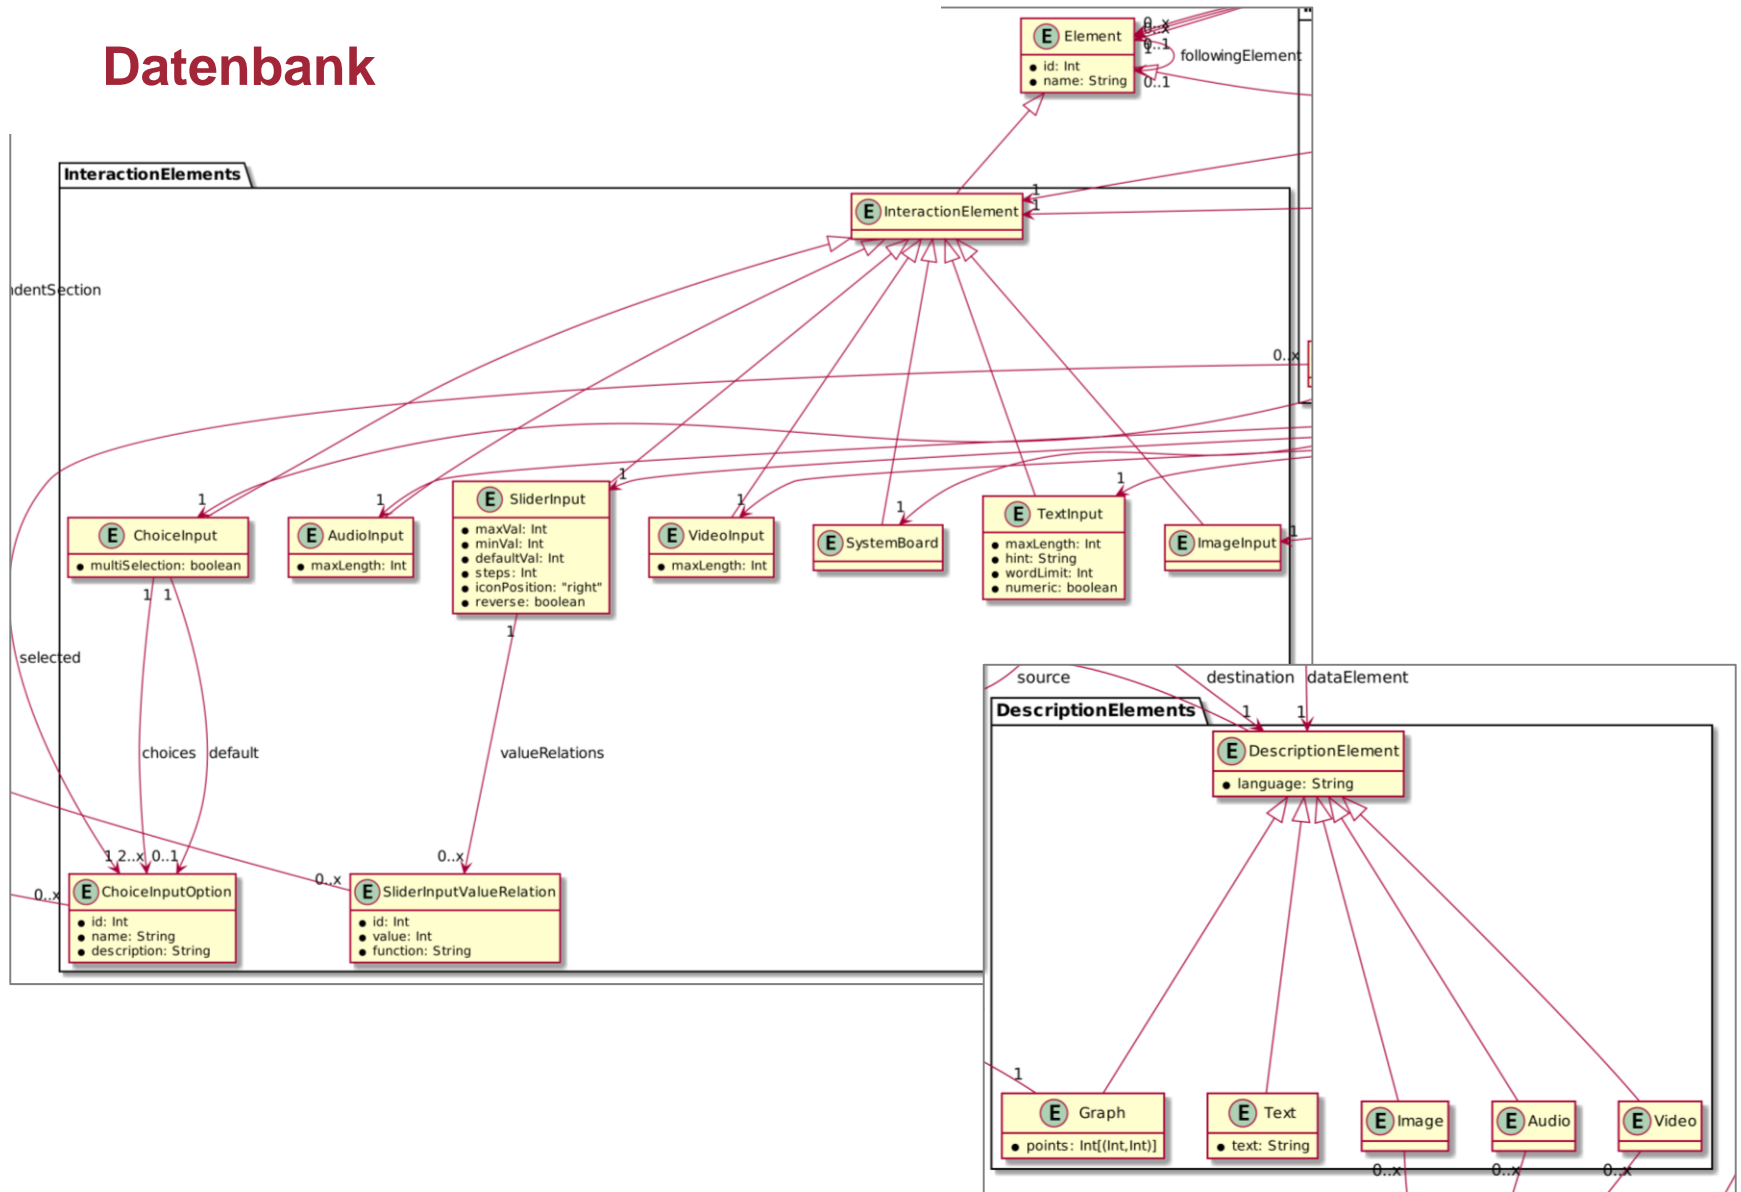 Datenbank
E Element
id: Int
name: String
0..x
0..x
0..1
1
0..1
followingElement
InteractionElements
E InteractionElement
1
1
ndentSection
0..x
1
E ChoiceInput
multiSelection: boolean
1
E AudioInput
maxLength: Int
1
E SliderInput
maxVal: Int
minVal: Int
defaultVal: Int
steps: Int
iconPosition: "right"
reverse: boolean
1
E VideoInput
maxLength: Int
1
E SystemBoard
1
E TextInput
maxLength: Int
hint: String
wordLimit: Int
numeric: boolean
E ImageInput
1
1 1
1
selected
choices
default
valueRelations
1 2..x 0..1
0..x
0..x
E ChoiceInputOption
id: Int
name: String
description: String
0..x
E SliderInputValueRelation
id: Int
value: Int
function: String
source
destination
dataElement
DescriptionElements
1
1
E DescriptionElement
language: String
1
E Graph
points: Int[(Int,Int)]
E Text
text: String
E Image
E Audio
E Video
0..x
0..x
0..x